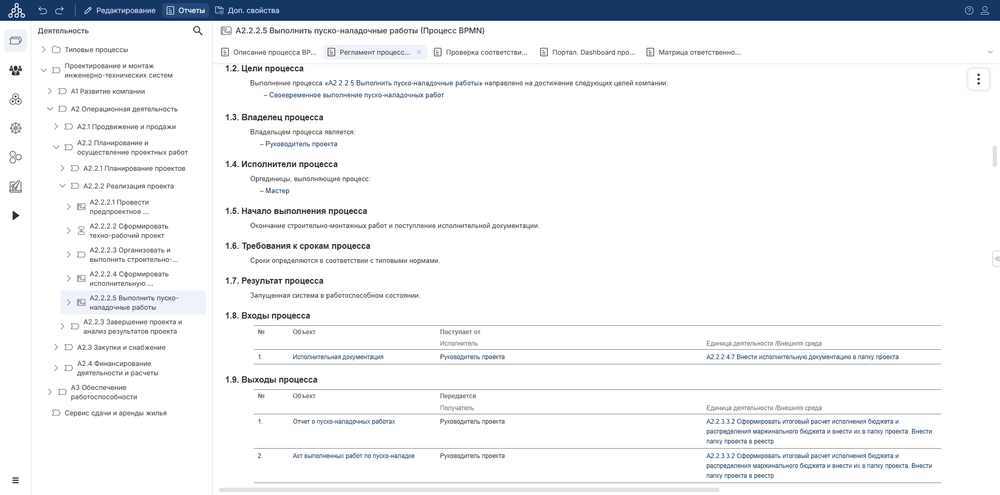 Редактирование
Отчеты
Доп. свойства
Деятельность
Типовые процессы
Проектирование и монтаж
инженерно-технических систем
А1 Развитие компании
А2 Операционная деятельность
А2.1 Продвижение и продажи
А2.2 Планирование и
осуществление проектных работ
А2.2.1 Планирование проектов
А2.2.2 Реализация проекта
А2.2.2.1 Провести
предпроектное ...
А2.2.2.2 Сформировать
техно-рабочий проект
А2.2.2.3 Организовать и
выполнить строительно-...
А2.2.2.4 Сформировать
исполнительную ...
А2.2.2.5 Выполнить пуско-
наладочные работы
А2.2.3 Завершение проекта и
анализ результатов проекта
А2.3 Закупки и снабжение
А2.4 Финансирование
деятельности и расчеты
А3 Обеспечение
работоспособности
Сервис сдачи и аренды жилья
А2.2.2.5 Выполнить пуско-наладочные работы (Процесс BPMN)
Описание процесса BP...
Регламент процесс...
Проверка соответстви...
Портал. Dashboard про...
Матрица ответственно...
1.2. Цели процесса
Выполнение процесса «А2.2.2.5 Выполнить пуско-наладочные работы» направлено на достижение следующих целей компании:
– Своевременное выполнение пуско-наладочных работ
1.3. Владелец процесса
Владельцем процесса является:
– Руководитель проекта
1.4. Исполнители процесса
Оргединицы, выполняющие процесс:
– Мастер
1.5. Начало выполнения процесса
Окончание строительно-монтажных работ и поступление исполнительной документации.
1.6. Требования к срокам процесса
Сроки определяются в соответствии с типовыми нормами.
1.7. Результат процесса
Запущенная система в работоспособном состоянии.
1.8. Входы процесса
№ Объект Поступает от
Исполнитель Единица деятельности /Внешняя среда
1. Исполнительная документация Руководитель проекта А2.2.2.4.7 Внести исполнительную документацию в папку проекта
1.9. Выходы процесса
№ Объект Передается
Получатель Единица деятельности /Внешняя среда
1. Отчет о пуско-наладочных работах Руководитель проекта А2.2.3.3.2 Сформировать итоговый расчет исполнения бюджета и
распределения маржинального бюджета и внести их в папку проекта. Внести
папку проекта в реестр
2. Акт выполненных работ по пуско-наладке Руководитель проекта А2.2.3.3.2 Сформировать итоговый расчет исполнения бюджета и
распределения маржинального бюджета и внести их в папку проекта. Внести
папку проекта в реестр